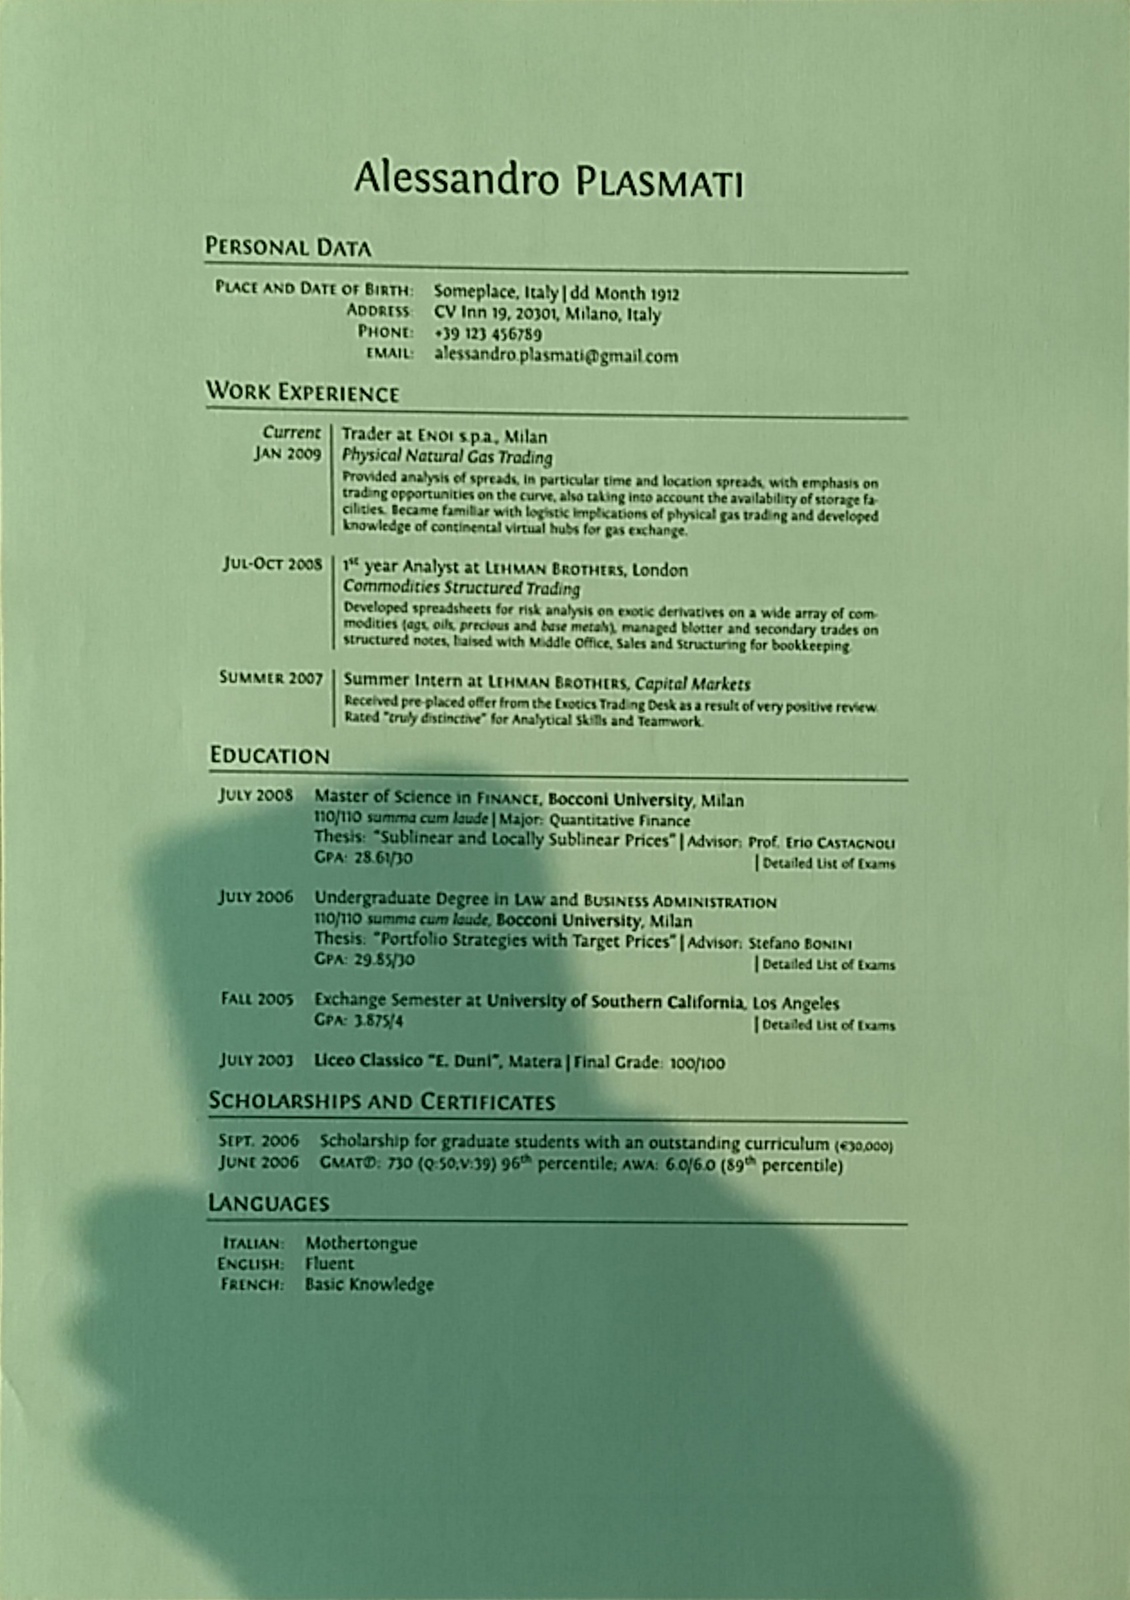 Alessandro PLASMATI
PERSONAL DATA
PLACE AND DATE OF BIRTH: Someplace, Italy | dd Month 1912
ADDRESS: CV Inn 19, 20301, Milano, Italy
PHONE: +39 123 456789
EMAIL: alessandro.plasmati@gmail.com
WORK EXPERIENCE
Current Trader at ENOI s.p.a., Milan
JAN 2009 Physical Natural Gas Trading
Provided analysis of spreads, in particular time and location spreads, with emphasis on
trading opportunities on the curve, also taking into account the availability of storage fa-
cilities. Became familiar with logistic implications of physical gas trading and developed
knowledge of continental virtual hubs for gas exchange.
JUL-OCT 2008 1st year Analyst at LEHMAN BROTHERS, London
Commodities Structured Trading
Developed spreadsheets for risk analysis on exotic derivatives on a wide array of com-
modities (ags, oils, precious and base metals), managed blotter and secondary trades on
structured notes, liaised with Middle Office, Sales and Structuring for bookkeeping.
SUMMER 2007 Summer Intern at LEHMAN BROTHERS, Capital Markets
Received pre-placed offer from the Exotics Trading Desk as a result of very positive review.
Rated "truly distinctive" for Analytical Skills and Teamwork.
EDUCATION
JULY 2008 Master of Science in FINANCE, Bocconi University, Milan
110/110 summa cum laude | Major: Quantitative Finance
Thesis: "Sublinear and Locally Sublinear Prices" | Advisor: Prof. Erio CASTAGNOLI
GPA: 28.61/30 | Detailed List of Exams
JULY 2006 Undergraduate Degree in LAW and BUSINESS ADMINISTRATION
110/110 summa cum laude, Bocconi University, Milan
Thesis: "Portfolio Strategies with Target Prices" | Advisor: Stefano BONINI
GPA: 29.85/30 | Detailed List of Exams
FALL 2005 Exchange Semester at University of Southern California, Los Angeles
GPA: 3.875/4 | Detailed List of Exams
JULY 2003 Liceo Classico "E. Duni", Matera | Final Grade: 100/100
SCHOLARSHIPS AND CERTIFICATES
SEPT. 2006 Scholarship for graduate students with an outstanding curriculum (€30,000)
JUNE 2006 GMAT®: 730 (Q:50;V:39) 96th percentile; AWA: 6.0/6.0 (89th percentile)
LANGUAGES
ITALIAN: Mothertongue
ENGLISH: Fluent
FRENCH: Basic Knowledge